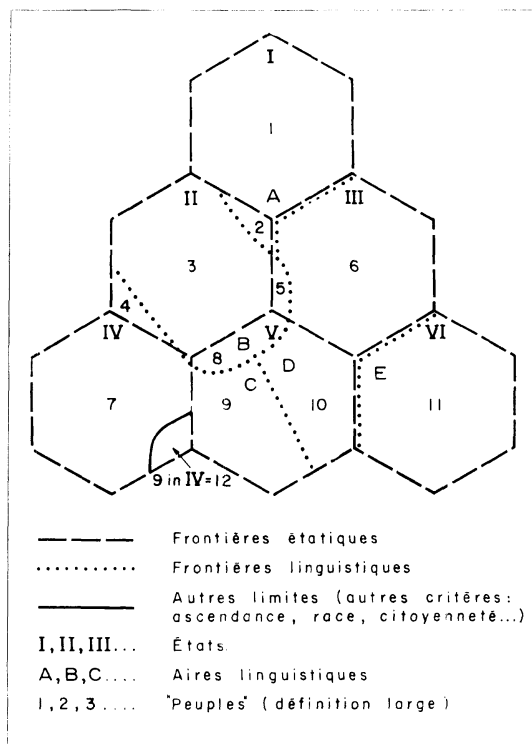 I
1
II A III
2
3 6
5
4
IV V VI
B
8 D E
C
7 9 10 11
9 in IV=12
Frontières étatiques
Frontiéres linguistiques
Autres limites (autres critéres:
ascendance, race, citoyenneté...)
I, II, III... États
A, B, C.... Aires linguistiques
1, 2, 3.... "Peuples" (définition large)